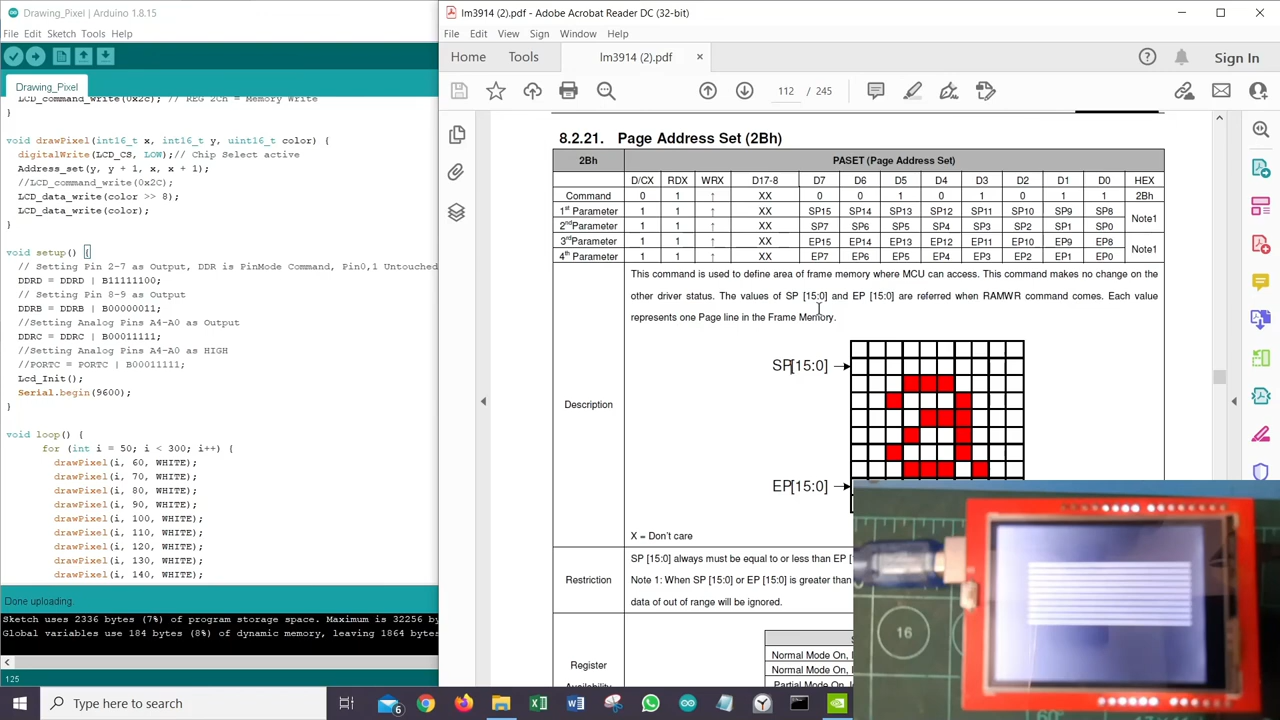 Drawing_Pixel | Arduino 1.8.15
File Edit Sketch Tools Help
Drawing_Pixel
LCD_command_write(0x2c); // REG 2Ch = Memory Write
}
void drawPixel(int16_t x, int16_t y, uint16_t color) {
digitalWrite(LCD_CS, LOW);// Chip Select active
Address_set(y, y + 1, x, x + 1);
//LCD_command_write(0x2C);
LCD_data_write(color >> 8);
LCD_data_write(color);
}
void setup() {
// Setting Pin 2-7 as Output, DDR is PinMode Command, Pin0,1 Untouched
DDRD = DDRD | B11111100;
// Setting Pin 8-9 as Output
DDRB = DDRB | B00000011;
//Setting Analog Pins A4-A0 as Output
DDRC = DDRC | B00011111;
//Setting Analog Pins A4-A0 as HIGH
//PORTC = PORTC | B00011111;
Lcd_Init();
Serial.begin(9600);
}
void loop() {
for (int i = 50; i < 300; i++) {
drawPixel(i, 60, WHITE);
drawPixel(i, 70, WHITE);
drawPixel(i, 80, WHITE);
drawPixel(i, 90, WHITE);
drawPixel(i, 100, WHITE);
drawPixel(i, 110, WHITE);
drawPixel(i, 120, WHITE);
drawPixel(i, 130, WHITE);
drawPixel(i, 140, WHITE);
Done uploading.
Sketch uses 2336 bytes (7%) of program storage space. Maximum is 32256 by
Global variables use 184 bytes (8%) of dynamic memory, leaving 1864 bytes
125
lm3914 (2).pdf - Adobe Acrobat Reader DC (32-bit)
File Edit View Sign Window Help
Home Tools lm3914 (2).pdf × Sign In
112 / 245
8.2.21. Page Address Set (2Bh)
2Bh PASET (Page Address Set)
D/CX RDX WRX D17-8 D7 D6 D5 D4 D3 D2 D1 D0 HEX
Command 0 1 ↑ XX 0 0 1 0 1 0 1 1 2Bh
1st Parameter 1 1 ↑ XX SP15 SP14 SP13 SP12 SP11 SP10 SP9 SP8 Note1
2nd Parameter 1 1 ↑ XX SP7 SP6 SP5 SP4 SP3 SP2 SP1 SP0
3rd Parameter 1 1 ↑ XX EP15 EP14 EP13 EP12 EP11 EP10 EP9 EP8 Note1
4th Parameter 1 1 ↑ XX EP7 EP6 EP5 EP4 EP3 EP2 EP1 EP0
This command is used to define area of frame memory where MCU can access. This command makes no change on the
other driver status. The values of SP [15:0] and EP [15:0] are referred when RAMWR command comes. Each value
represents one Page line in the Frame Memory.
SP[15:0]
Description
EP[15:0]
X = Don't care
Restriction
SP [15:0] always must be equal to or less than EP [
Note 1: When SP [15:0] or EP [15:0] is greater than
data of out of range will be ignored.
Register
Availability
S
Normal Mode On,
Normal Mode On,
Partial Mode On,
16
60°
Type here to search
6